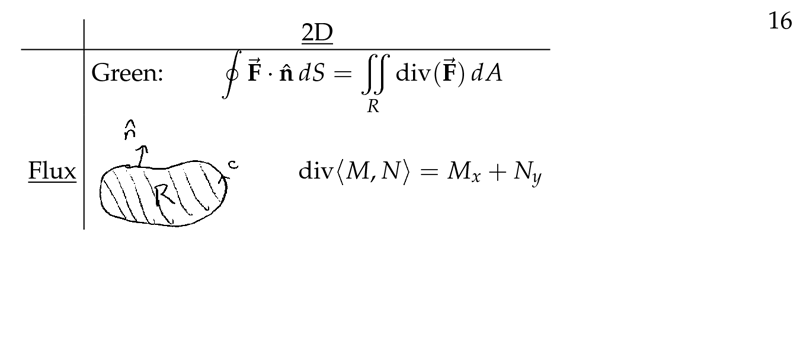 16
2D
Green: ∮ F⃗ · n̂ dS = ∬_R div(F⃗) dA
n̂
Flux R c div⟨M, N⟩ = M_x + N_y